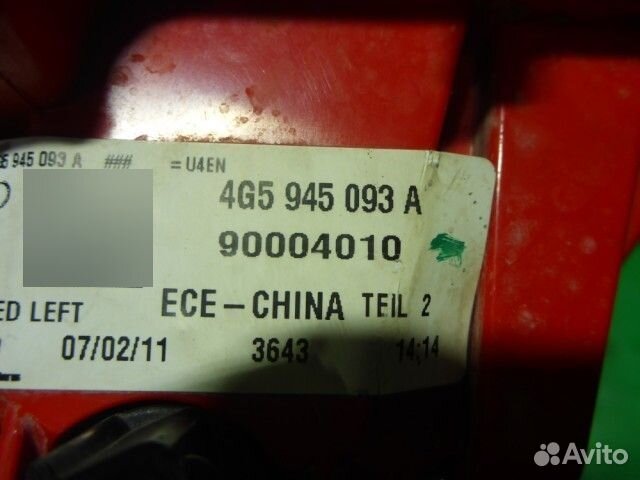 945 093 A ### = U4EN
4G5 945 093 A
90004010
ED LEFT ECE-CHINA TEIL 2
07/02/11 3643 14:14
Avito